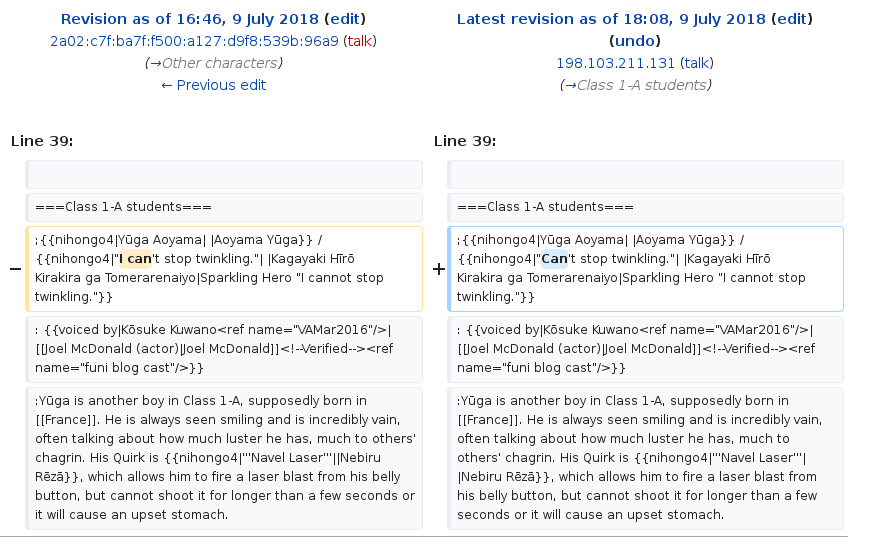 Revision as of 16:46, 9 July 2018 (edit)
2a02:c7f:ba7f:f500:a127:d9f8:539b:96a9 (talk)
(→Other characters)
← Previous edit
Latest revision as of 18:08, 9 July 2018 (edit)
(undo)
198.103.211.131 (talk)
(→Class 1-A students)
Line 39:
Line 39:
===Class 1-A students===
===Class 1-A students===
−
;{{nihongo4|Yūga Aoyama| |Aoyama Yūga}} /
{{nihongo4|"I can't stop twinkling."| |Kagayaki Hīrō
Kirakira ga Tomerarenaiyo|Sparkling Hero "I cannot stop
twinkling."}}
+
;{{nihongo4|Yūga Aoyama| |Aoyama Yūga}} /
{{nihongo4|"Can't stop twinkling."| |Kagayaki Hīrō
Kirakira ga Tomerarenaiyo|Sparkling Hero "I cannot stop
twinkling."}}
: {{voiced by|Kōsuke Kuwano<ref name="VAMar2016"/>|
[[Joel McDonald (actor)|Joel McDonald]]<!--Verified--><ref
name="funi blog cast"/>}}
: {{voiced by|Kōsuke Kuwano<ref name="VAMar2016"/>|
[[Joel McDonald (actor)|Joel McDonald]]<!--Verified--><ref
name="funi blog cast"/>}}
:Yūga is another boy in Class 1-A, supposedly born in
[[France]]. He is always seen smiling and is incredibly vain,
often talking about how much luster he has, much to others'
chagrin. His Quirk is {{nihongo4|'''Navel Laser'''||Nebiru
Rēzā}}, which allows him to fire a laser blast from his belly
button, but cannot shoot it for longer than a few seconds or
it will cause an upset stomach.
:Yūga is another boy in Class 1-A, supposedly born in
[[France]]. He is always seen smiling and is incredibly vain,
often talking about how much luster he has, much to
others' chagrin. His Quirk is {{nihongo4|'''Navel Laser'''|
|Nebiru Rēzā}}, which allows him to fire a laser blast from
his belly button, but cannot shoot it for longer than a few
seconds or it will cause an upset stomach.